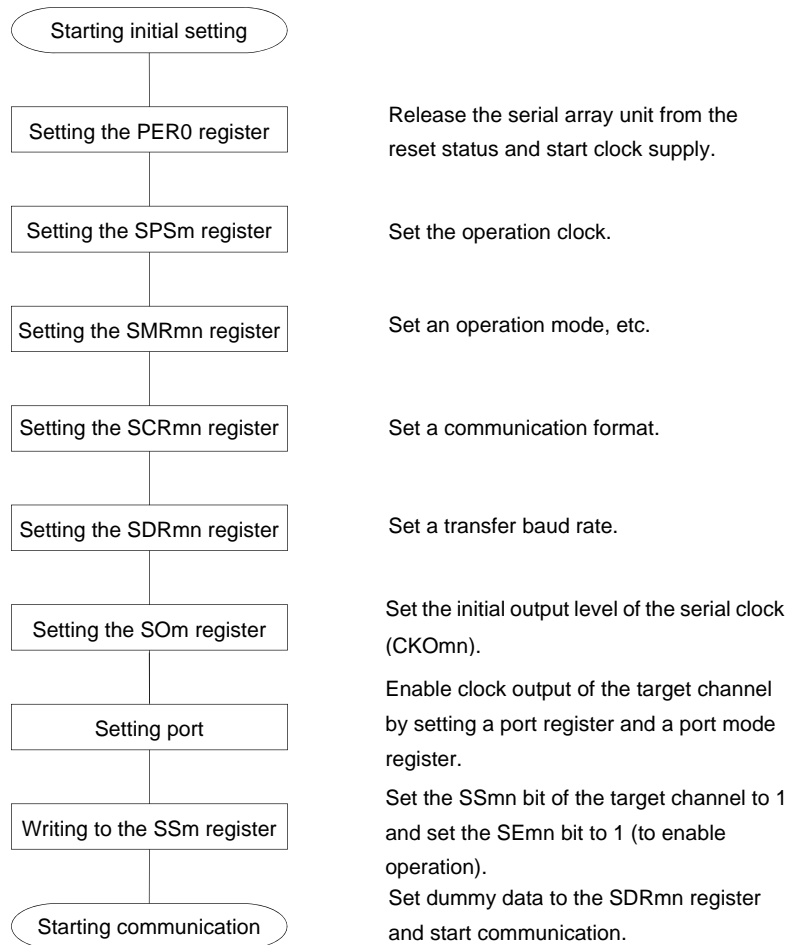 Starting initial setting
Setting the PER0 register
Release the serial array unit from the
reset status and start clock supply.
Setting the SPSm register
Set the operation clock.
Setting the SMRmn register
Set an operation mode, etc.
Setting the SCRmn register
Set a communication format.
Setting the SDRmn register
Set a transfer baud rate.
Setting the SOm register
Set the initial output level of the serial clock
(CKOmn).
Setting port
Enable clock output of the target channel
by setting a port register and a port mode
register.
Writing to the SSm register
Set the SSmn bit of the target channel to 1
and set the SEmn bit to 1 (to enable
operation).
Starting communication
Set dummy data to the SDRmn register
and start communication.